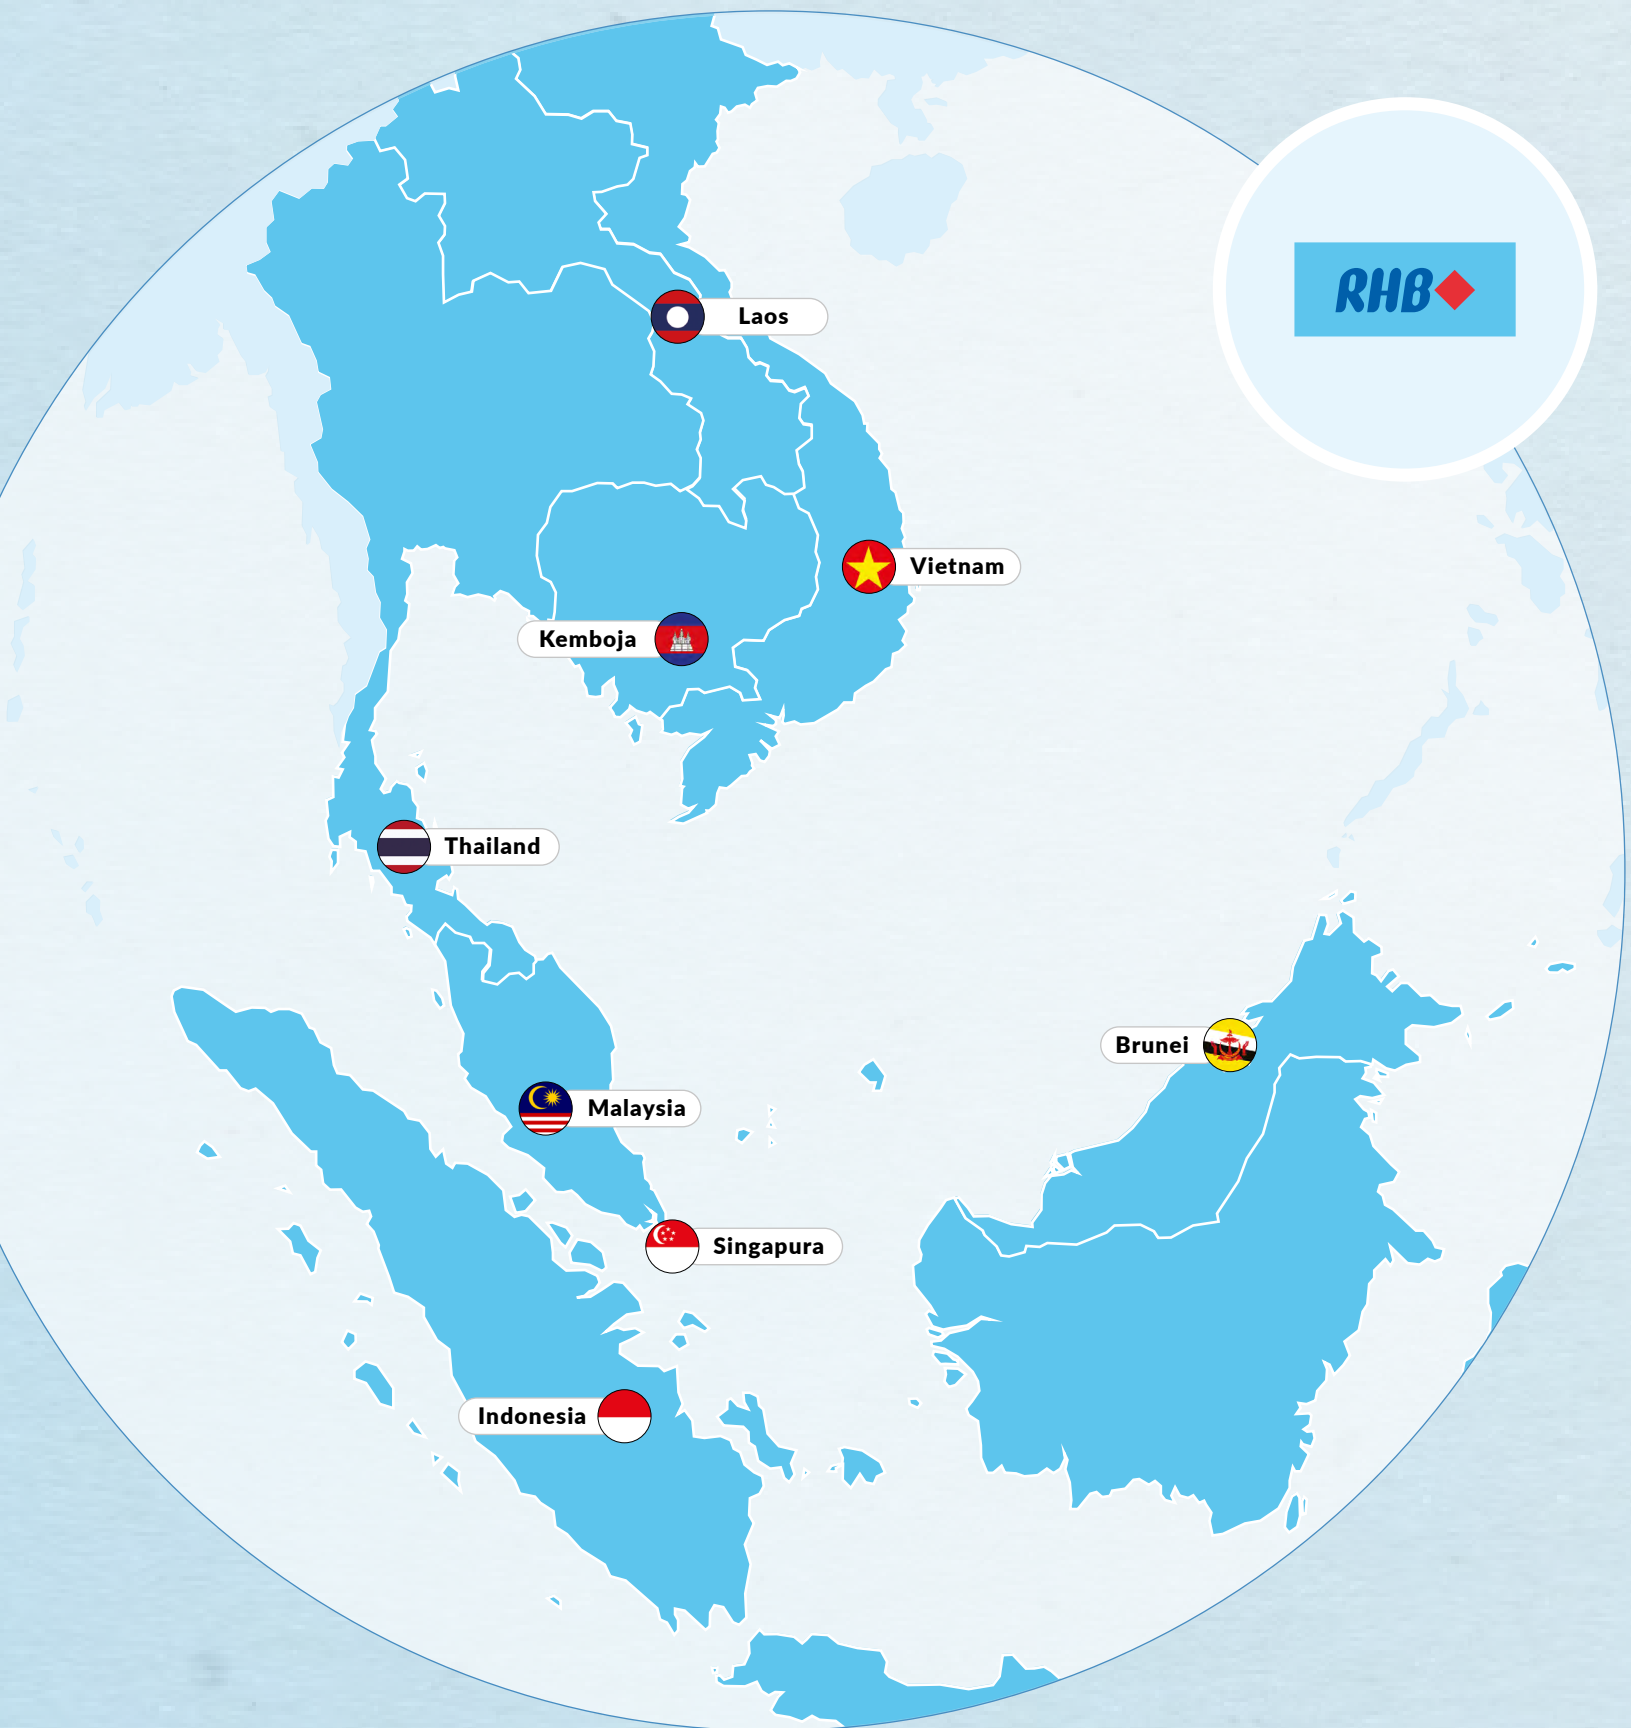 RHB
Laos
Vietnam
Kemboja
Thailand
Brunei
Malaysia
Singapura
Indonesia